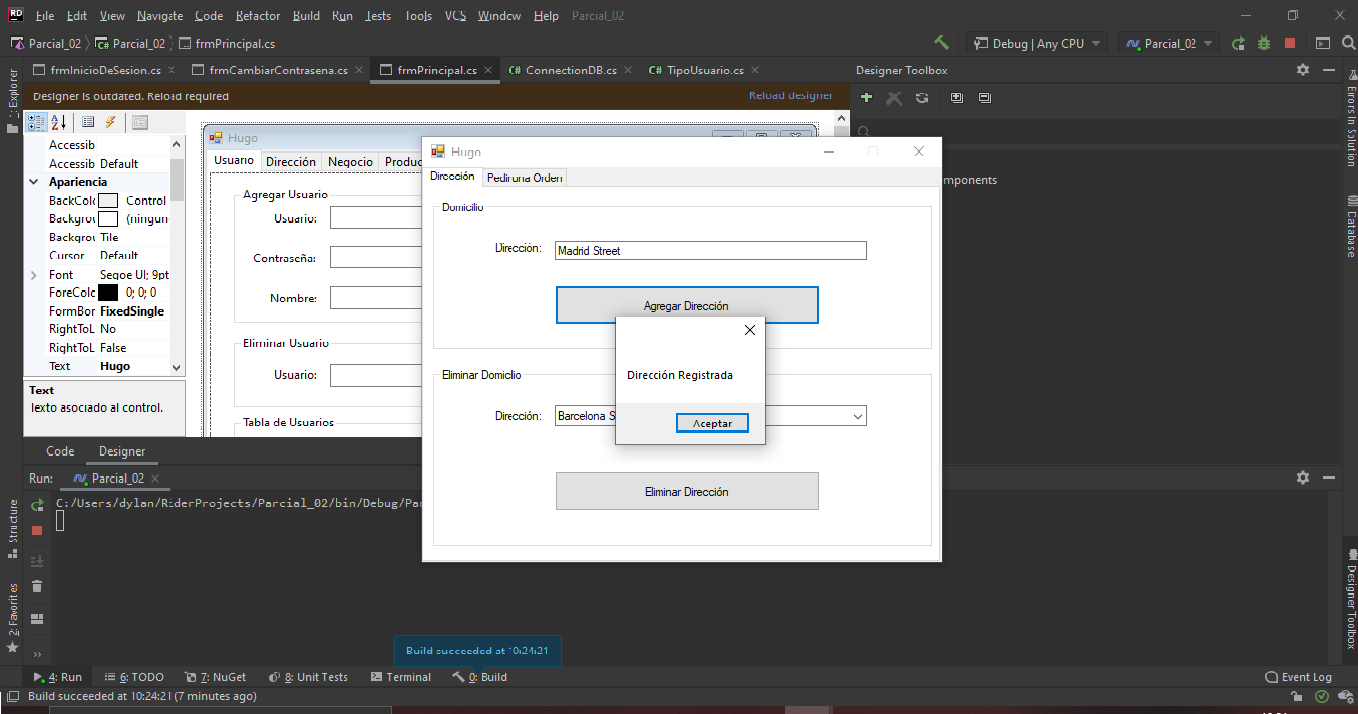 RD File Edit View Navigate Code Refactor Build Run Tests Tools VCS Window Help Parcial_02
Parcial_02 Parcial_02 frmPrincipal.cs Debug | Any CPU Parcial_02
frmInicioDeSesion.cs frmCambiarContrasena.cs frmPrincipal.cs C# ConnectionDB.cs C# TipoUsuario.cs Designer Toolbox
Designer is outdated. Reload required Reload designer
Explorer
Errors In Solution
Database
Hugo
Usuario Dirección Negocio Produc
Accessib
Accessib Default
Apariencia
BackColo Control
Backgrou (ningun
Backgrou Tile
Cursor Default
Font Segoe UI; 9pt
ForeColo 0; 0; 0
FormBor FixedSingle
RightToL No
RightToL False
Text Hugo
Text
Texto asociado al control.
Agregar Usuario
Usuario:
Contraseña:
Nombre:
Eliminar Usuario
Usuario:
Tabla de Usuarios
Hugo
Dirección Pedir una Orden
Domicilio
Dirección: Madrid Street
Agregar Dirección
Dirección Registrada
Aceptar
Eliminar Domicilio
Dirección: Barcelona S
Eliminar Dirección
omponents
Code Designer
Run: Parcial_02
C:/Users/dylan/RiderProjects/Parcial_02/bin/Debug/Par
Structure
2: Favorites
Designer Toolbox
Build succeeded at 10:24:21
4: Run 6: TODO 7: NuGet 8: Unit Tests Terminal 0: Build Event Log
Build succeeded at 10:24:21 (7 minutes ago)